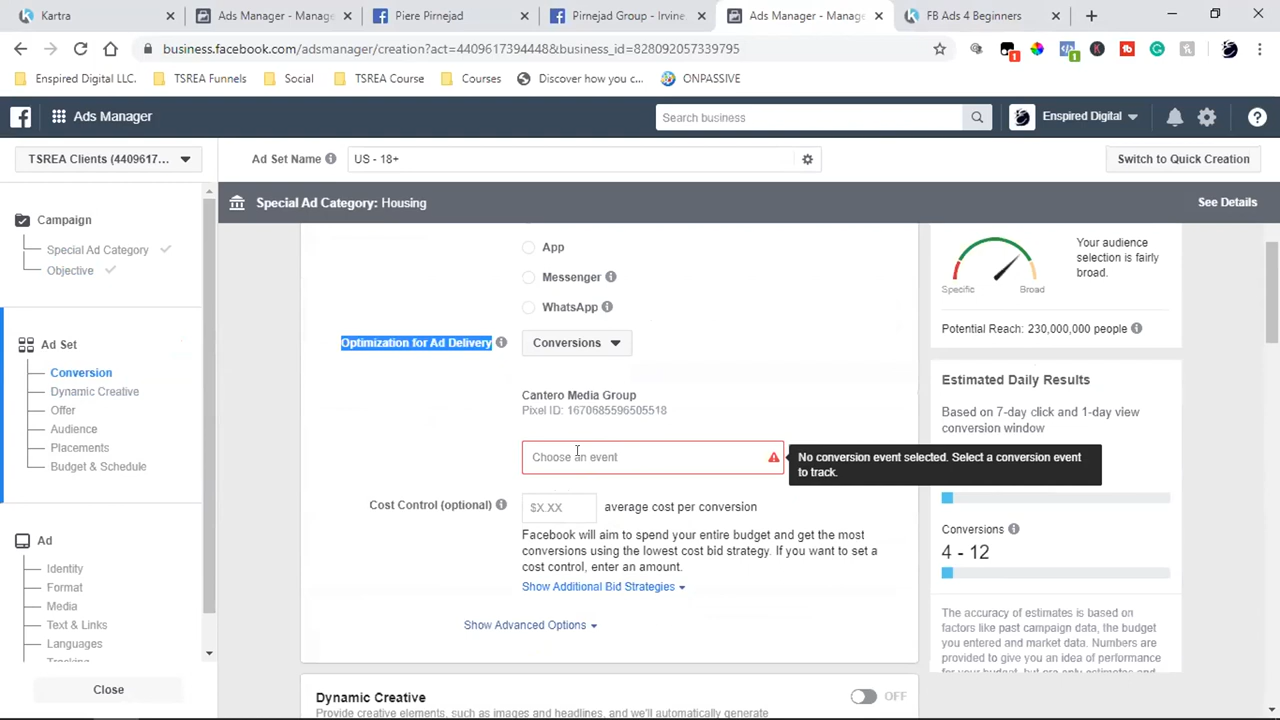 Kartra
Ads Manager - Manage
Piere Pirnejad
Pirnejad Group - Irvine
Ads Manager - Manage
FB Ads 4 Beginners
business.facebook.com/adsmanager/creation?act=4409617394448&business_id=828092057339795
1
1
Enspired Digital LLC.
TSREA Funnels
Social
TSREA Course
Courses
Discover how you c...
ONPASSIVE
Ads Manager
Search business
Enspired Digital
TSREA Clients (4409617...
Ad Set Name
US - 18+
Switch to Quick Creation
Special Ad Category: Housing
See Details
Campaign
Special Ad Category
Objective
Ad Set
Conversion
Dynamic Creative
Offer
Audience
Placements
Budget & Schedule
Ad
Identity
Format
Media
Text & Links
Languages
Tracking
Close
App
Messenger
WhatsApp
Optimization for Ad Delivery
Conversions
Cantero Media Group
Pixel ID: 1670685596505518
Choose an event
No conversion event selected. Select a conversion event
to track.
Cost Control (optional)
$X.XX
average cost per conversion
Facebook will aim to spend your entire budget and get the most
conversions using the lowest cost bid strategy. If you want to set a
cost control, enter an amount.
Show Additional Bid Strategies
Show Advanced Options
Dynamic Creative
OFF
Provide creative elements, such as images and headlines, and we'll automatically generate
Your audience
selection is fairly
broad.
Specific
Broad
Potential Reach: 230,000,000 people
Estimated Daily Results
Based on 7-day click and 1-day view
conversion window
Conversions
4 - 12
The accuracy of estimates is based on
factors like past campaign data, the budget
you entered and market data. Numbers are
provided to give you an idea of performance